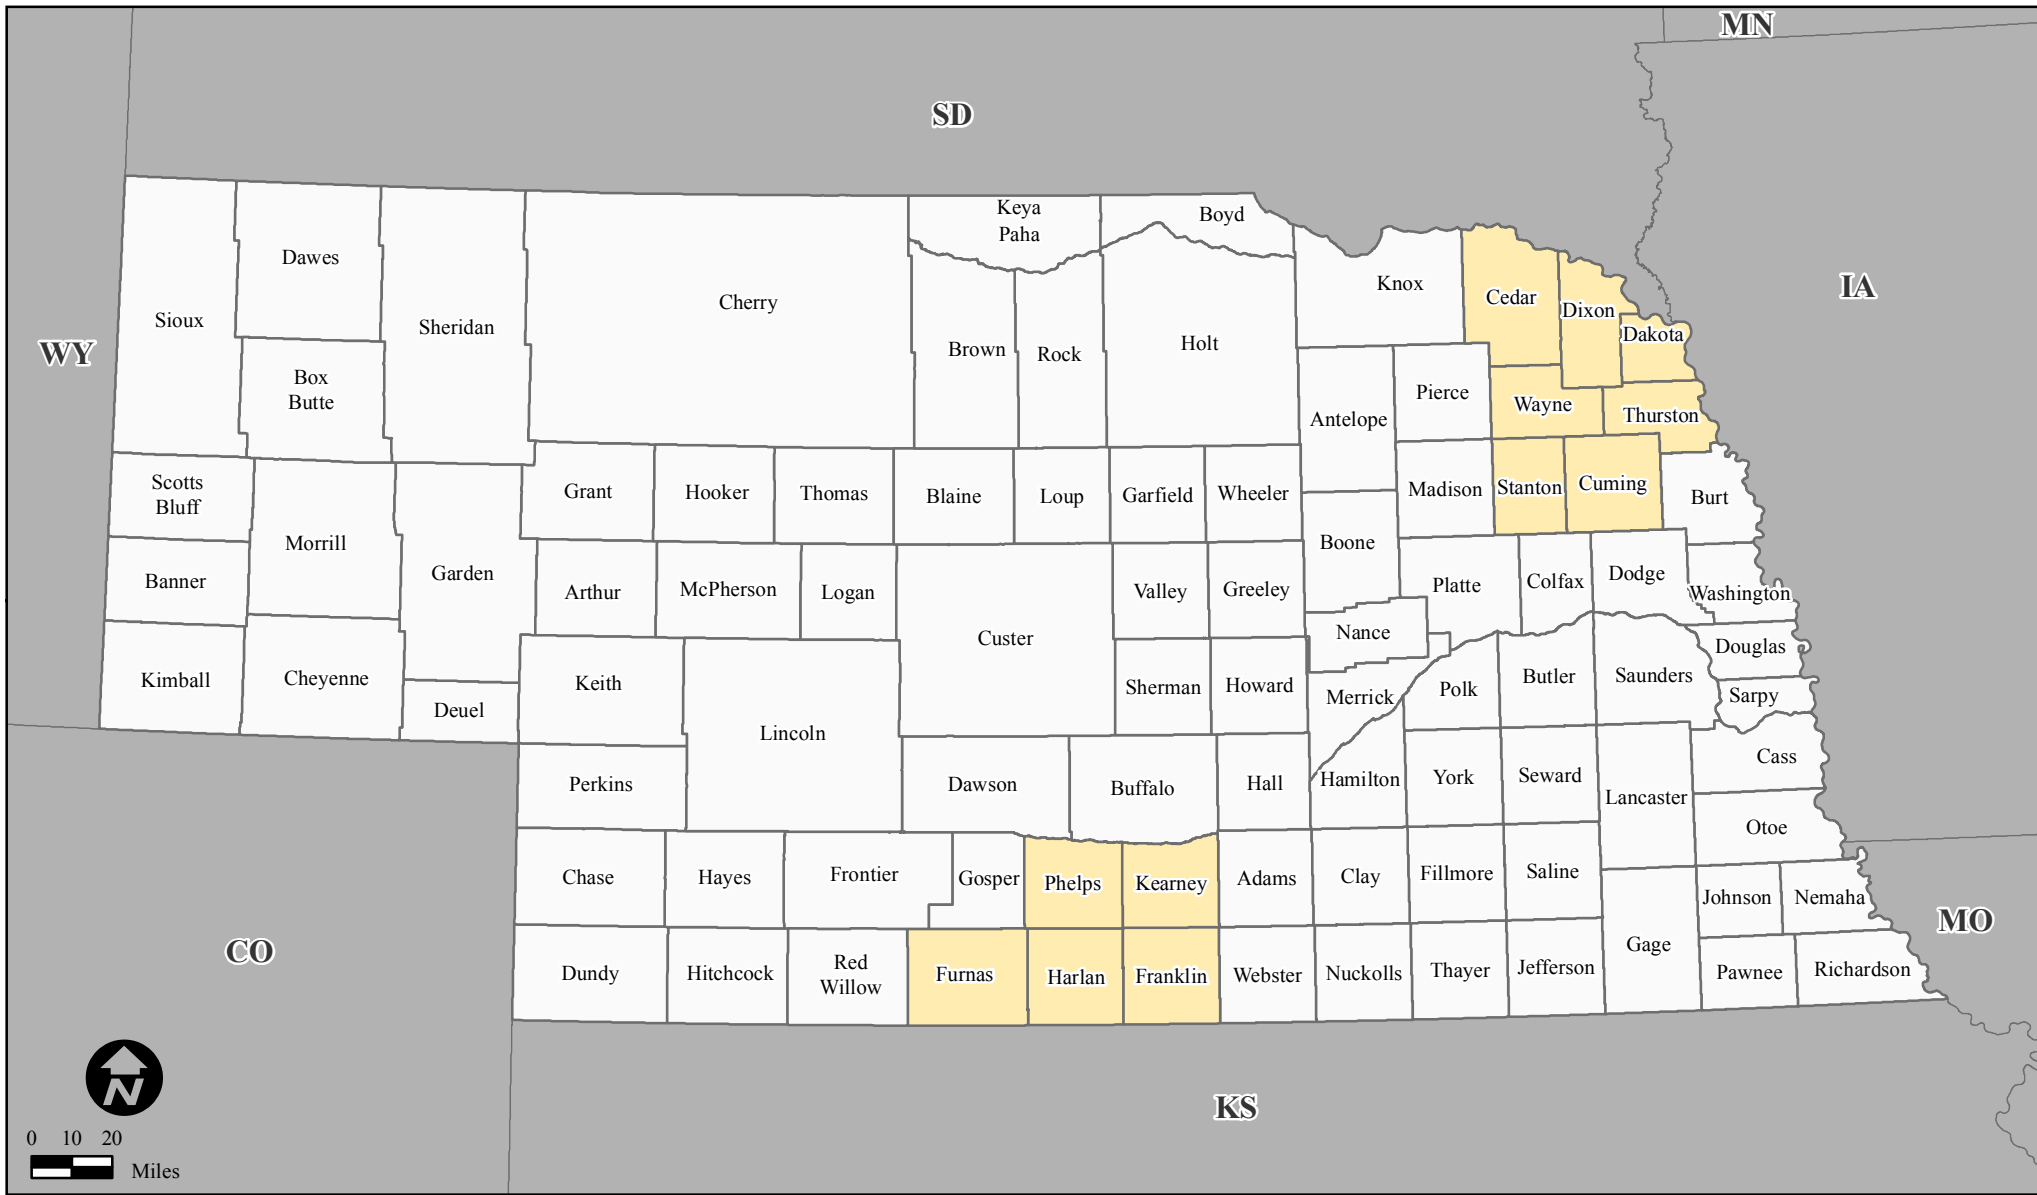 MN
SD
IA
WY
CO
KS
MO
Sioux
Dawes
Box
Butte
Sheridan
Cherry
Keya
Paha
Boyd
Brown
Rock
Holt
Knox
Cedar
Dixon
Dakota
Antelope
Pierce
Wayne
Thurston
Scotts
Bluff
Morrill
Garden
Grant
Hooker
Thomas
Blaine
Loup
Garfield
Wheeler
Madison
Stanton
Cuming
Burt
Boone
Banner
Arthur
McPherson
Logan
Custer
Valley
Greeley
Platte
Colfax
Dodge
Washington
Nance
Kimball
Cheyenne
Deuel
Keith
Lincoln
Sherman
Howard
Merrick
Polk
Butler
Saunders
Douglas
Sarpy
Perkins
Dawson
Buffalo
Hall
Hamilton
York
Seward
Lancaster
Cass
Otoe
Chase
Hayes
Frontier
Gosper
Phelps
Kearney
Adams
Clay
Fillmore
Saline
Johnson
Nemaha
Dundy
Hitchcock
Red
Willow
Furnas
Harlan
Franklin
Webster
Nuckolls
Thayer
Jefferson
Gage
Pawnee
Richardson
N
0 10 20
Miles